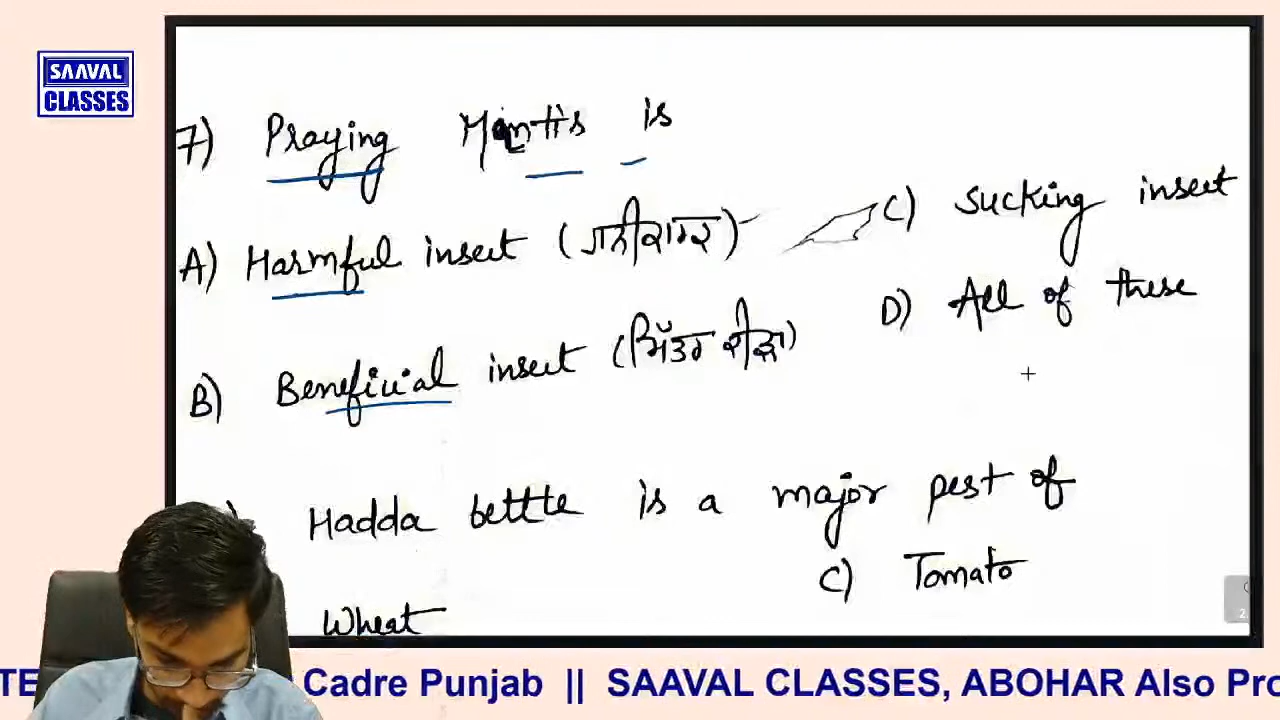 SAAVAL
CLASSES
7) Praying Mantis is
A) Harmful insect (ਹਾਨੀਕਾਰਕ)
B) Beneficial insect (ਮਿੱਤਰ ਕੀੜਾ)
C) Sucking insect
D) All of these
Hadda bettle is a major pest of
Wheat
C) Tomato
Cadre Punjab || SAAVAL CLASSES, ABOHAR Also Pro